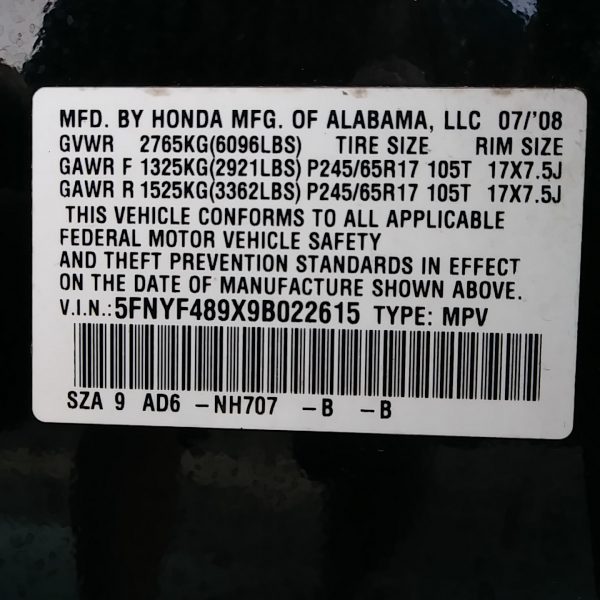 MFD. BY HONDA MFG. OF ALABAMA, LLC 07/'08
GVWR 2765KG(6096LBS) TIRE SIZE RIM SIZE
GAWR F 1325KG(2921LBS) P245/65R17 105T 17X7.5J
GAWR R 1525KG(3362LBS) P245/65R17 105T 17X7.5J
THIS VEHICLE CONFORMS TO ALL APPLICABLE
FEDERAL MOTOR VEHICLE SAFETY
AND THEFT PREVENTION STANDARDS IN EFFECT
ON THE DATE OF MANUFACTURE SHOWN ABOVE.
V.I.N.:5FNYF489X9B022615 TYPE: MPV
SZA 9 AD6 -NH707 -B -B